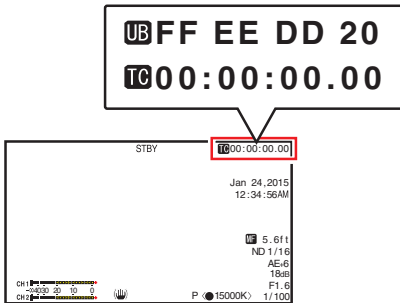 UB FF EE DD 20
TC 00:00:00.00
STBY TC 00:00:00.00
Jan 24,2015
12:34:56AM
MF 5.6ft
ND 1/16
AE+6
18dB
F1.6
CH1
-∞ 40 30 20 10 0
CH2
P 15000K 1/100